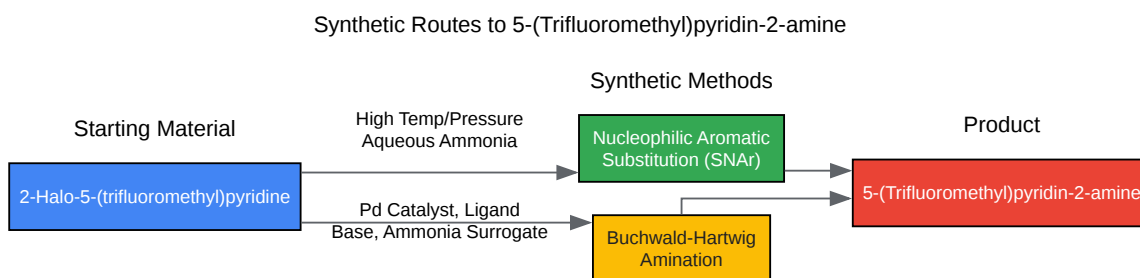 Synthetic Routes to 5-(Trifluoromethyl)pyridin-2-amine
Synthetic Methods
Starting Material
High Temp/Pressure
Aqueous Ammonia
Product
Nucleophilic Aromatic
Substitution (SNAr)
2-Halo-5-(trifluoromethyl)pyridine
5-(Trifluoromethyl)pyridin-2-amine
Pd Catalyst, Ligand
Base, Ammonia Surrogate
Buchwald-Hartwig
Amination